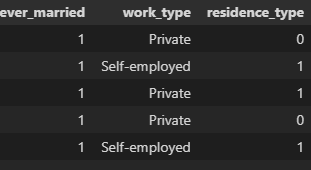 ever_married work_type residence_type
1 Private 0
1 Self-employed 1
1 Private 1
1 Private 0
1 Self-employed 1